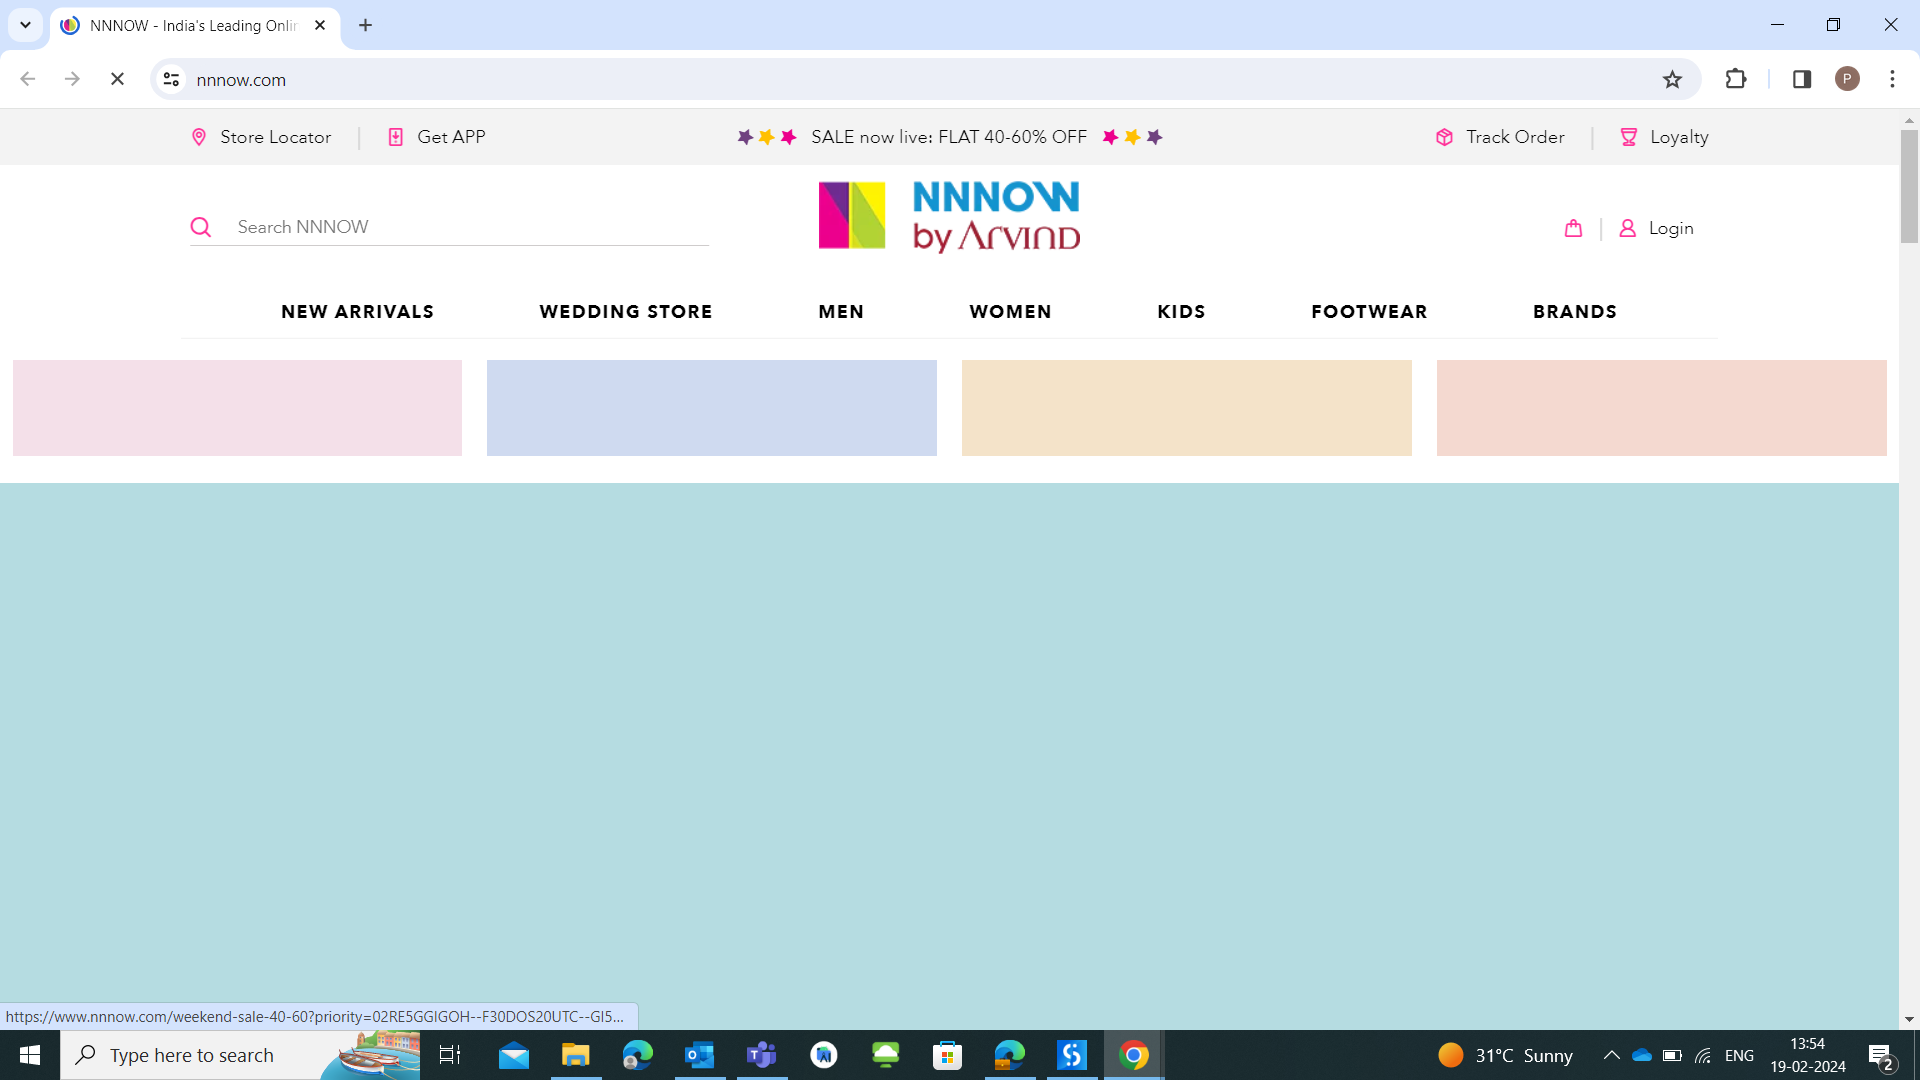 NNNOW - India's Leading Onlin
nnnow.com
P
Store Locator
Get APP
SALE now live: FLAT 40-60% OFF
Track Order
Loyalty
Search NNNOW
NNNOW
by Arvind
Login
NEW ARRIVALS
WEDDING STORE
MEN
WOMEN
KIDS
FOOTWEAR
BRANDS
https://www.nnnow.com/weekend-sale-40-60?priority=02RE5GGIGOH--F30DOS20UTC--GI5...
Type here to search
31°C Sunny
ENG
13:54
19-02-2024
2